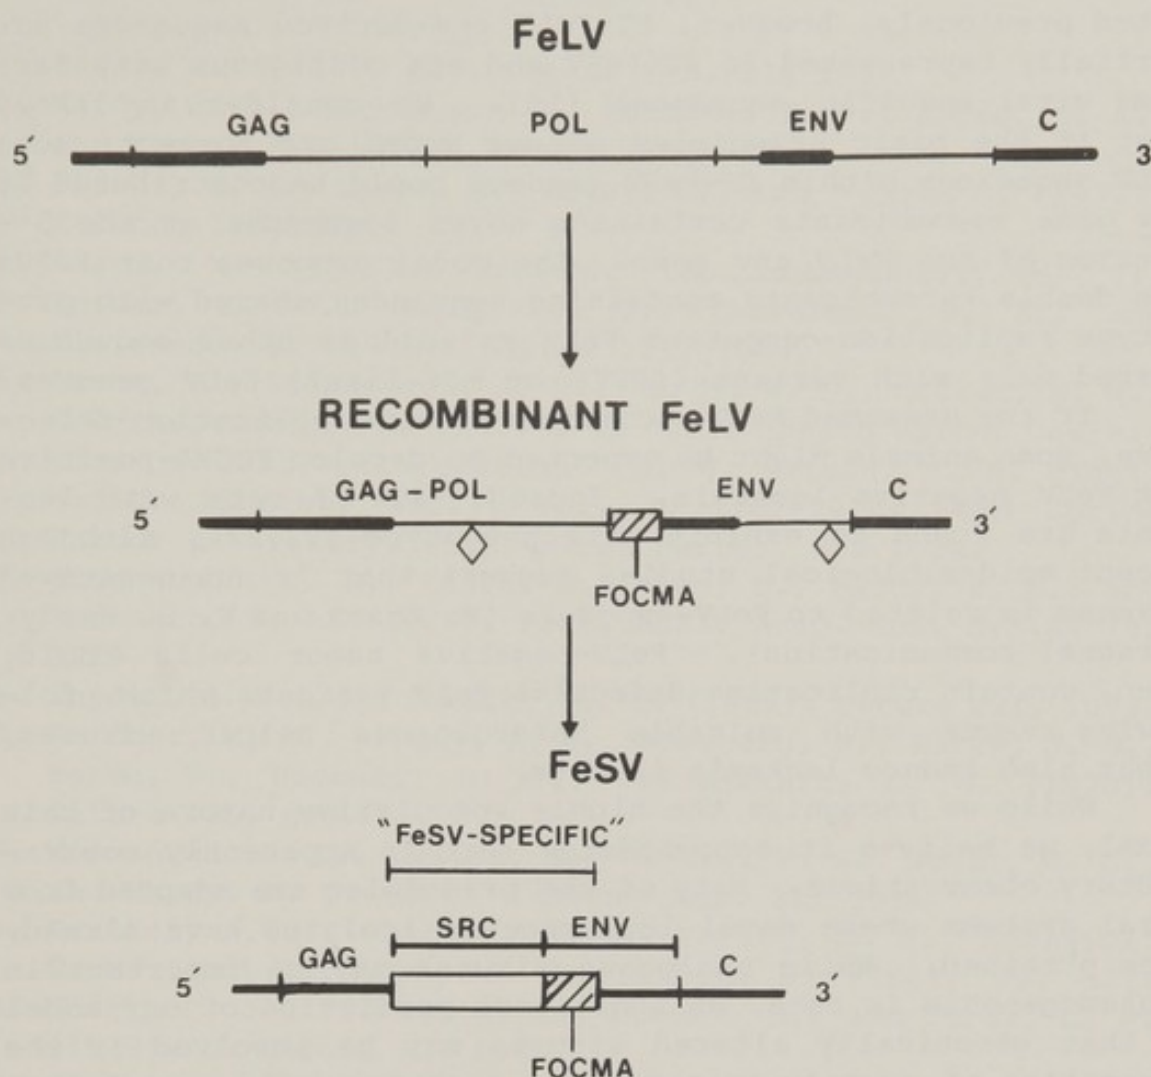 FeLV
GAG POL ENV C
5´ 3
RECOMBINANT FeLV
GAG-POL ENV C
5´ 3´
FOCMA
FeSV
"FeSV-SPECIFIC"
SRC ENV
GAG C
5´ 3´
FOCMA